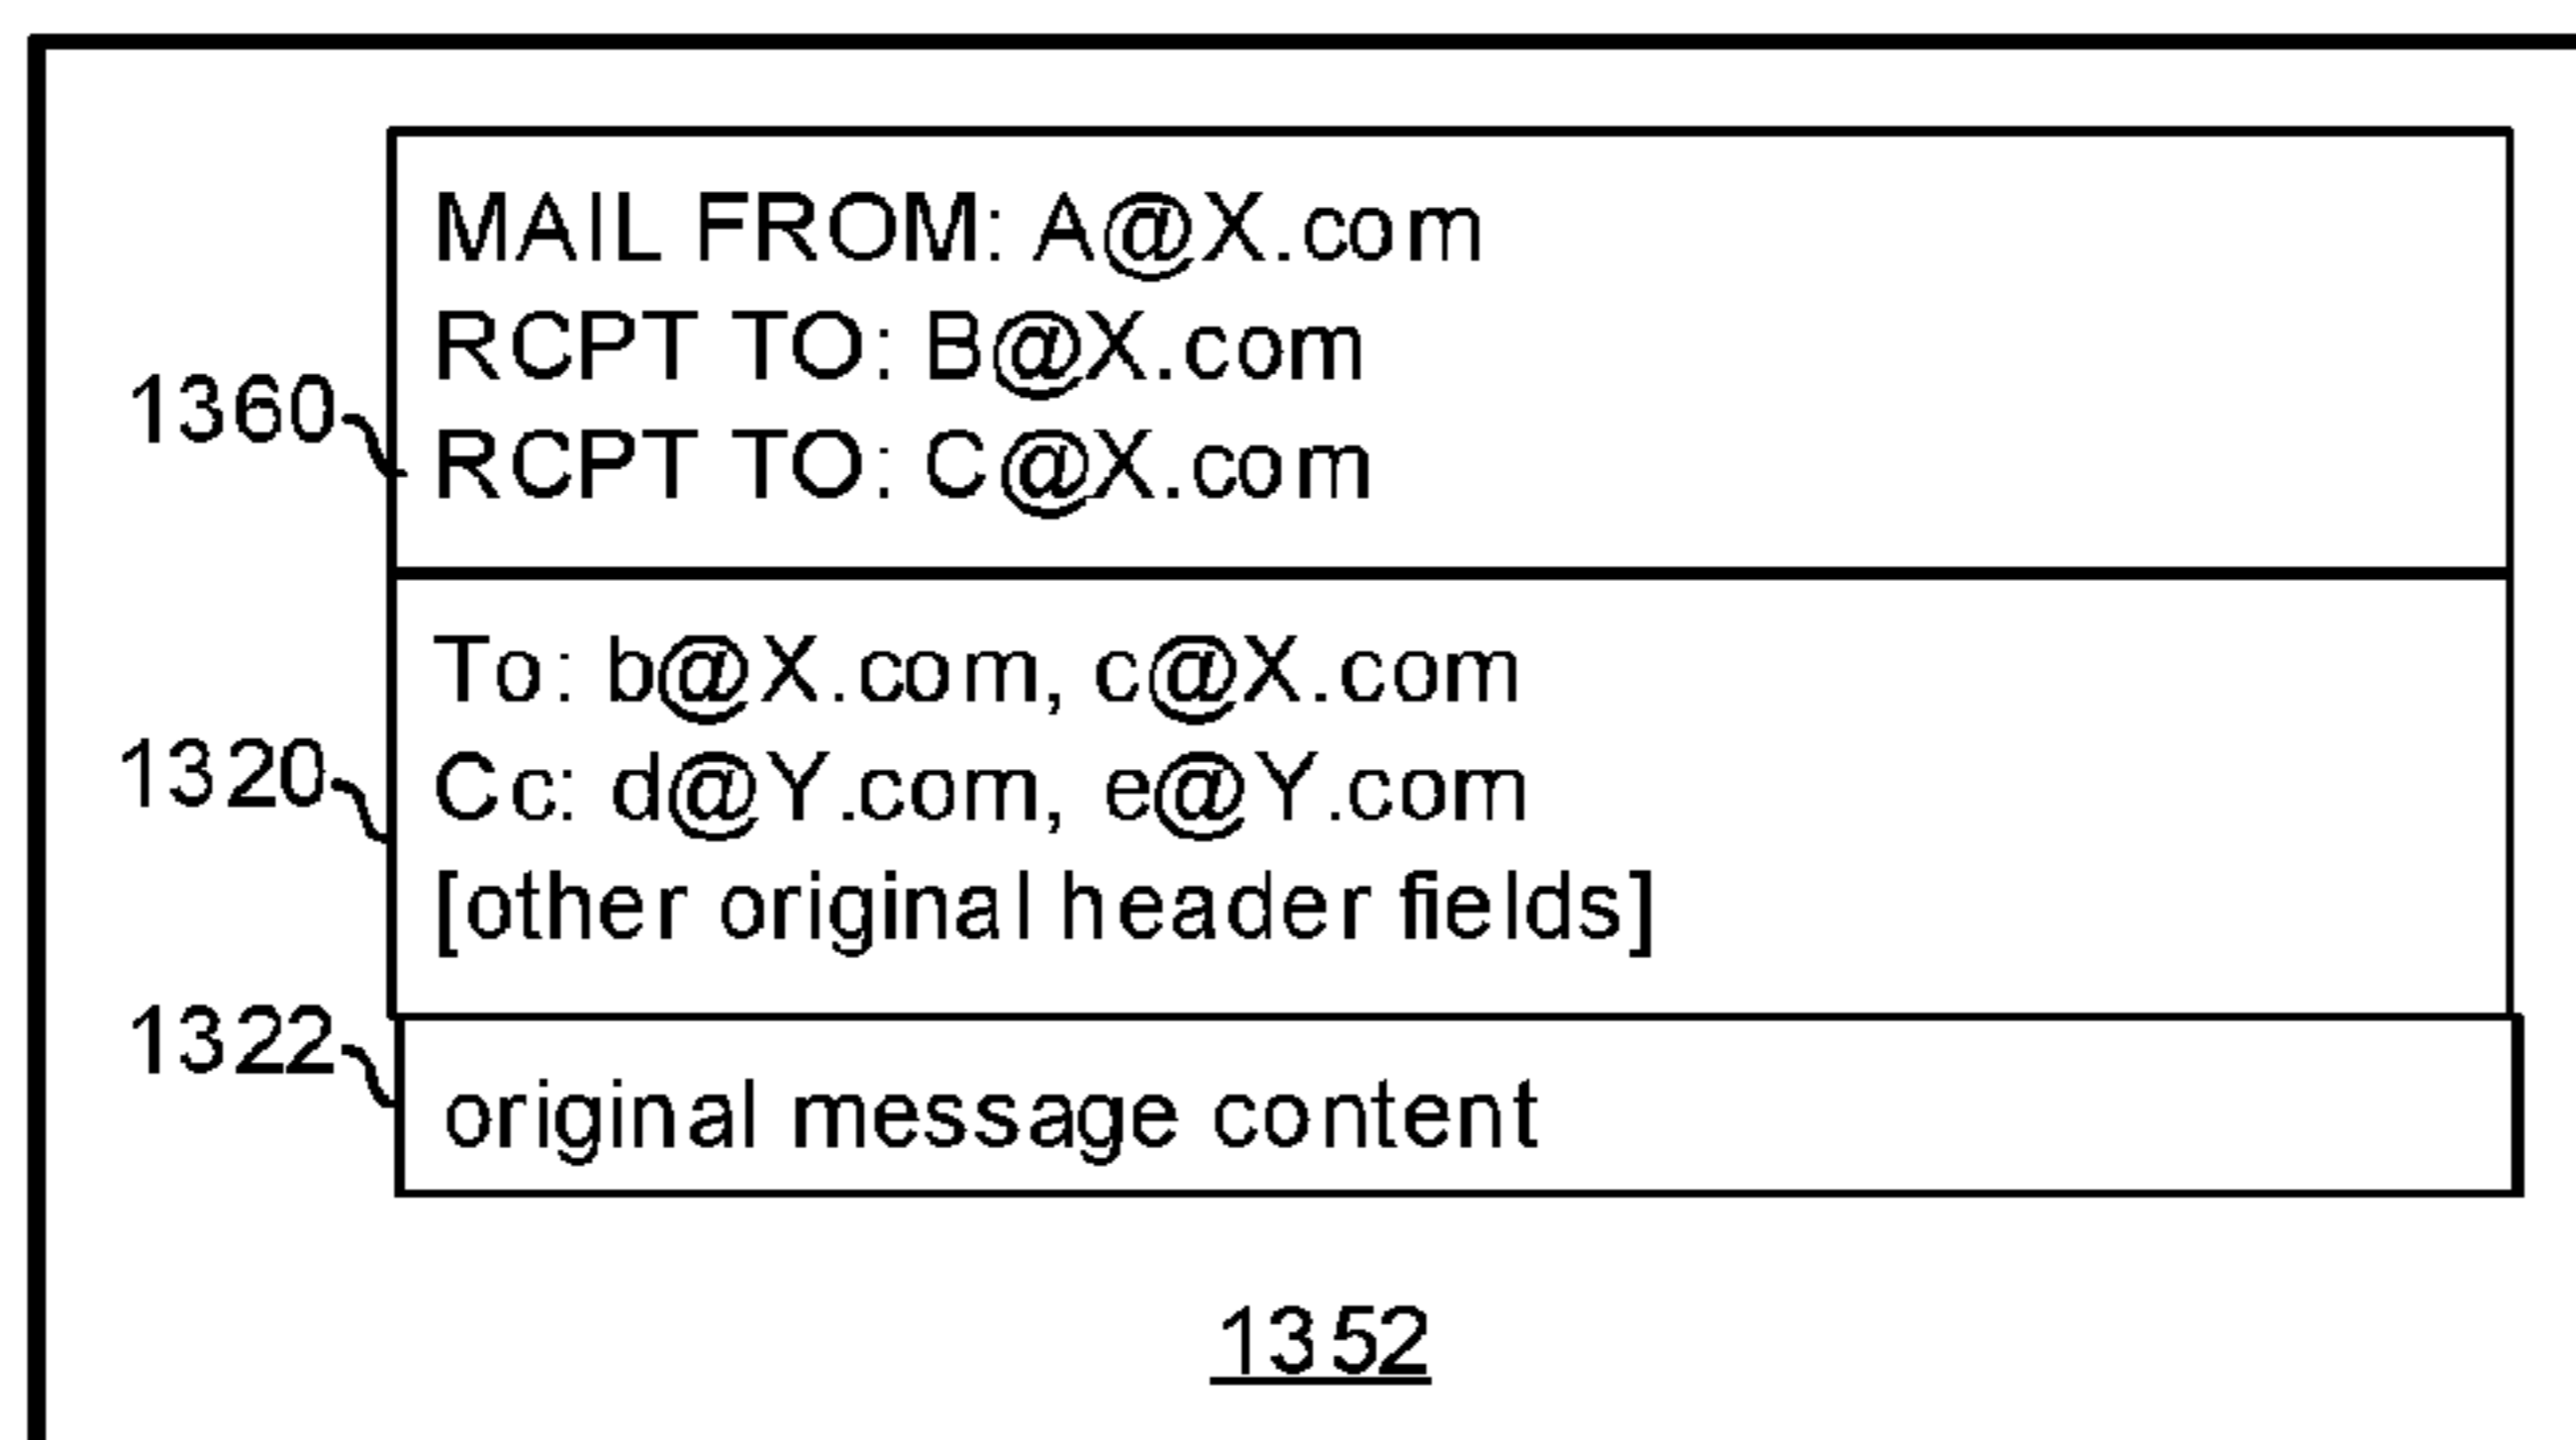 MAIL FROM: A@X.com
RCPT TO: B@X.com
1360
RCPT TO: C@X.com
To: b@X.com, c@X.com
1320
Cc: d@Y.com, e@Y.com
[other original header fields]
1322
original message content
1352